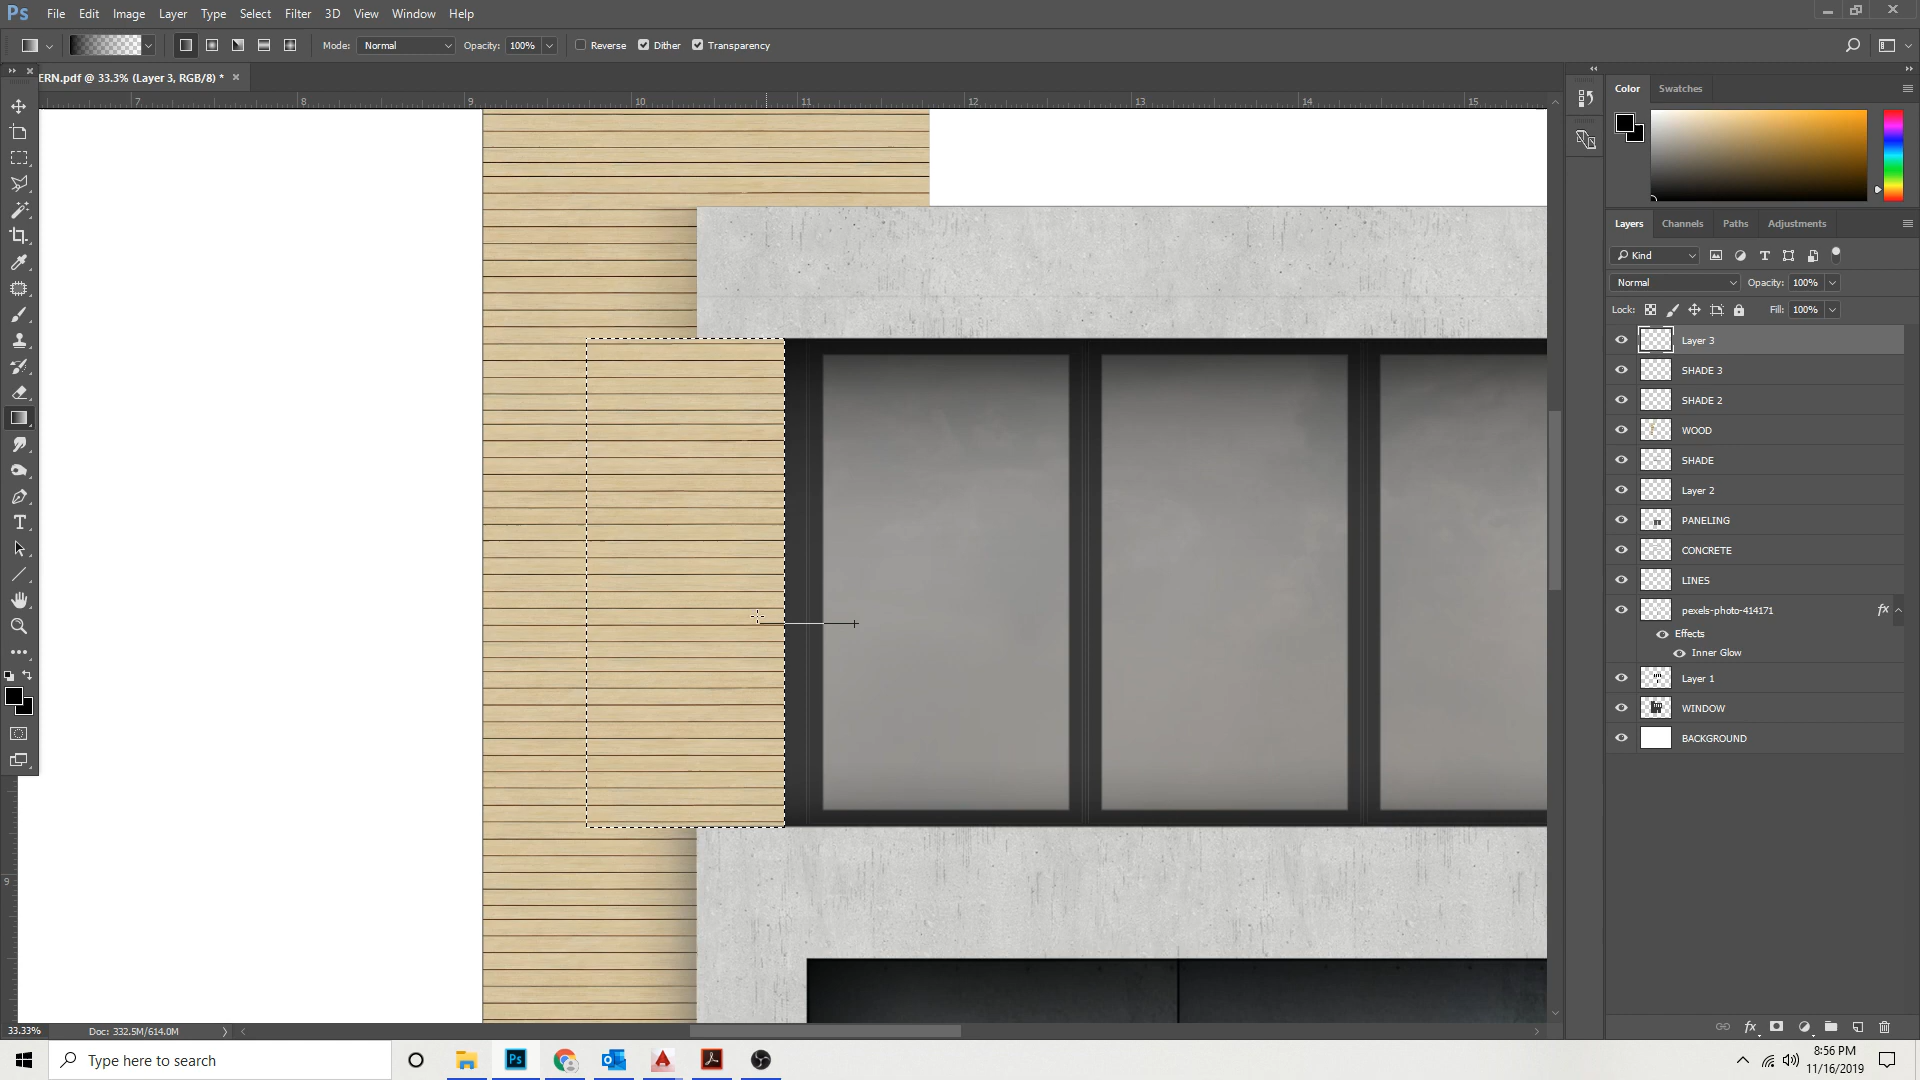 Ps File Edit Image Layer Type Select Filter 3D View Window Help
Mode: Normal Opacity: 100% Reverse Dither Transparency
ERN.pdf @ 33.3% (Layer 3, RGB/8) * ×
7 8 9 10 11 12 13 14 15
Color Swatches
Layers Channels Paths Adjustments
Kind
Normal Opacity: 100%
Lock: Fill: 100%
Layer 3
SHADE 3
SHADE 2
WOOD
SHADE
Layer 2
PANELING
CONCRETE
LINES
pexels-photo-414171 fx
Effects
Inner Glow
Layer 1
WINDOW
BACKGROUND
9
33.33% Doc: 332.5M/614.0M
fx
Type here to search
Ps
8:56 PM
11/16/2019